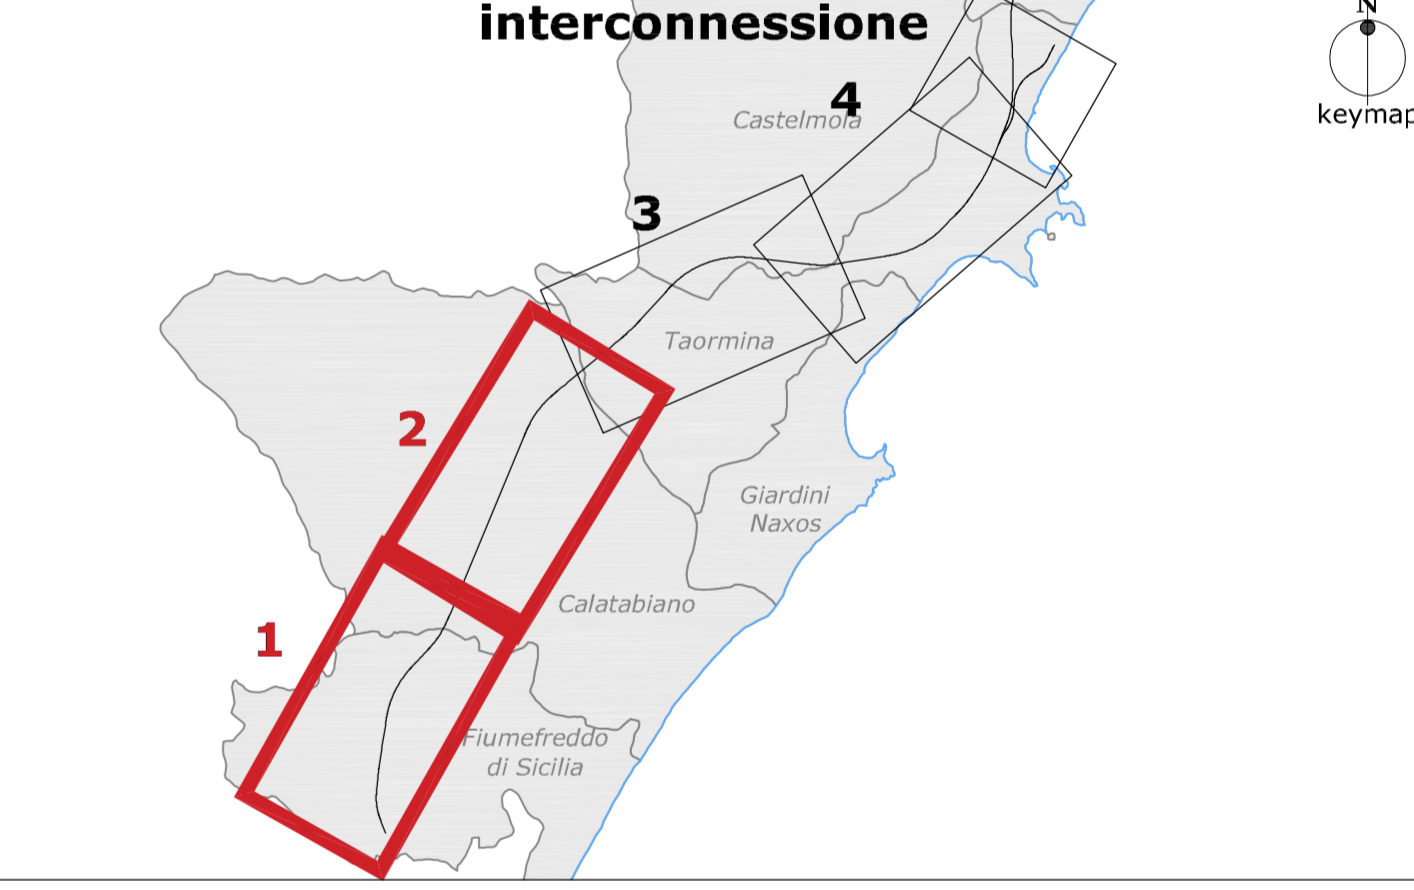 interconnessione
N
keymap
4
Castelmola
3
Taormina
2
Giardini
Naxos
Calatabiano
1
Fiumefreddo
di Sicilia